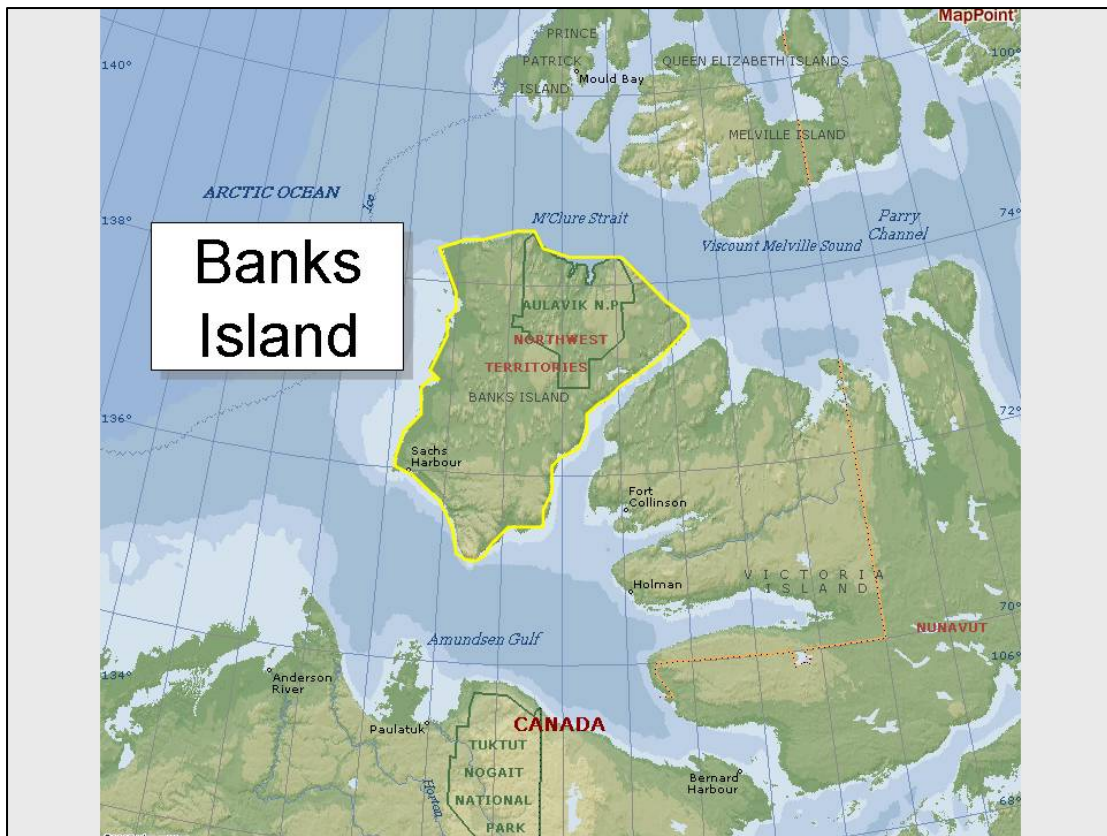 MapPoint
PRINCE
PATRICK
ISLAND
Mould Bay
QUEEN ELIZABETH ISLANDS
100°
140°
MELVILLE ISLAND
ARCTIC OCEAN
Ice
138°
M'Clure Strait
Parry
Channel
74°
Viscount Melville Sound
Banks
Island
AULAVIK N.P.
NORTHWEST
TERRITORIES
BANKS ISLAND
136°
72°
Sachs
Harbour
Fort
Collinson
Holman
VICTORIA
ISLAND
70°
NUNAVUT
Amundsen Gulf
106°
134°
Anderson
River
Paulatuk
CANADA
TUKTUT
NOGAIT
NATIONAL
PARK
Horton
Bernard
Harbour
68°